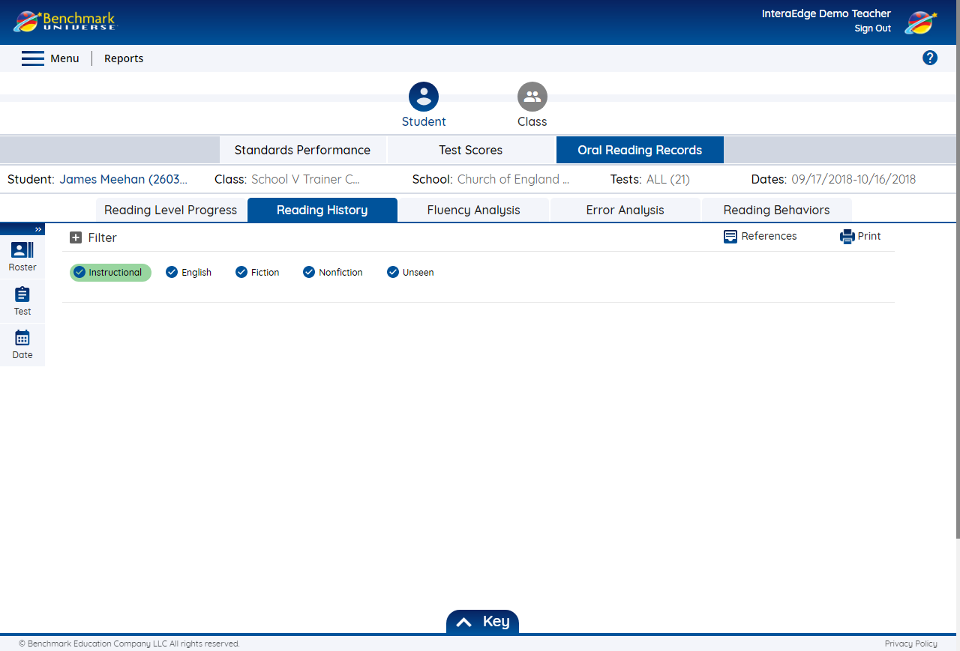 Benchmark
UNIVERSE
InteraEdge Demo Teacher
Sign Out
Menu
Reports
?
Student
Class
Standards Performance
Test Scores
Oral Reading Records
Student: James Meehan (2603...
Class: School V Trainer C...
School: Church of England ...
Tests: ALL (21)
Dates: 09/17/2018-10/16/2018
Reading Level Progress
Reading History
Fluency Analysis
Error Analysis
Reading Behaviors
»
Roster
Test
Date
Filter
References
Print
Instructional
English
Fiction
Nonfiction
Unseen
Key
© Benchmark Education Company LLC All rights reserved.
Privacy Policy